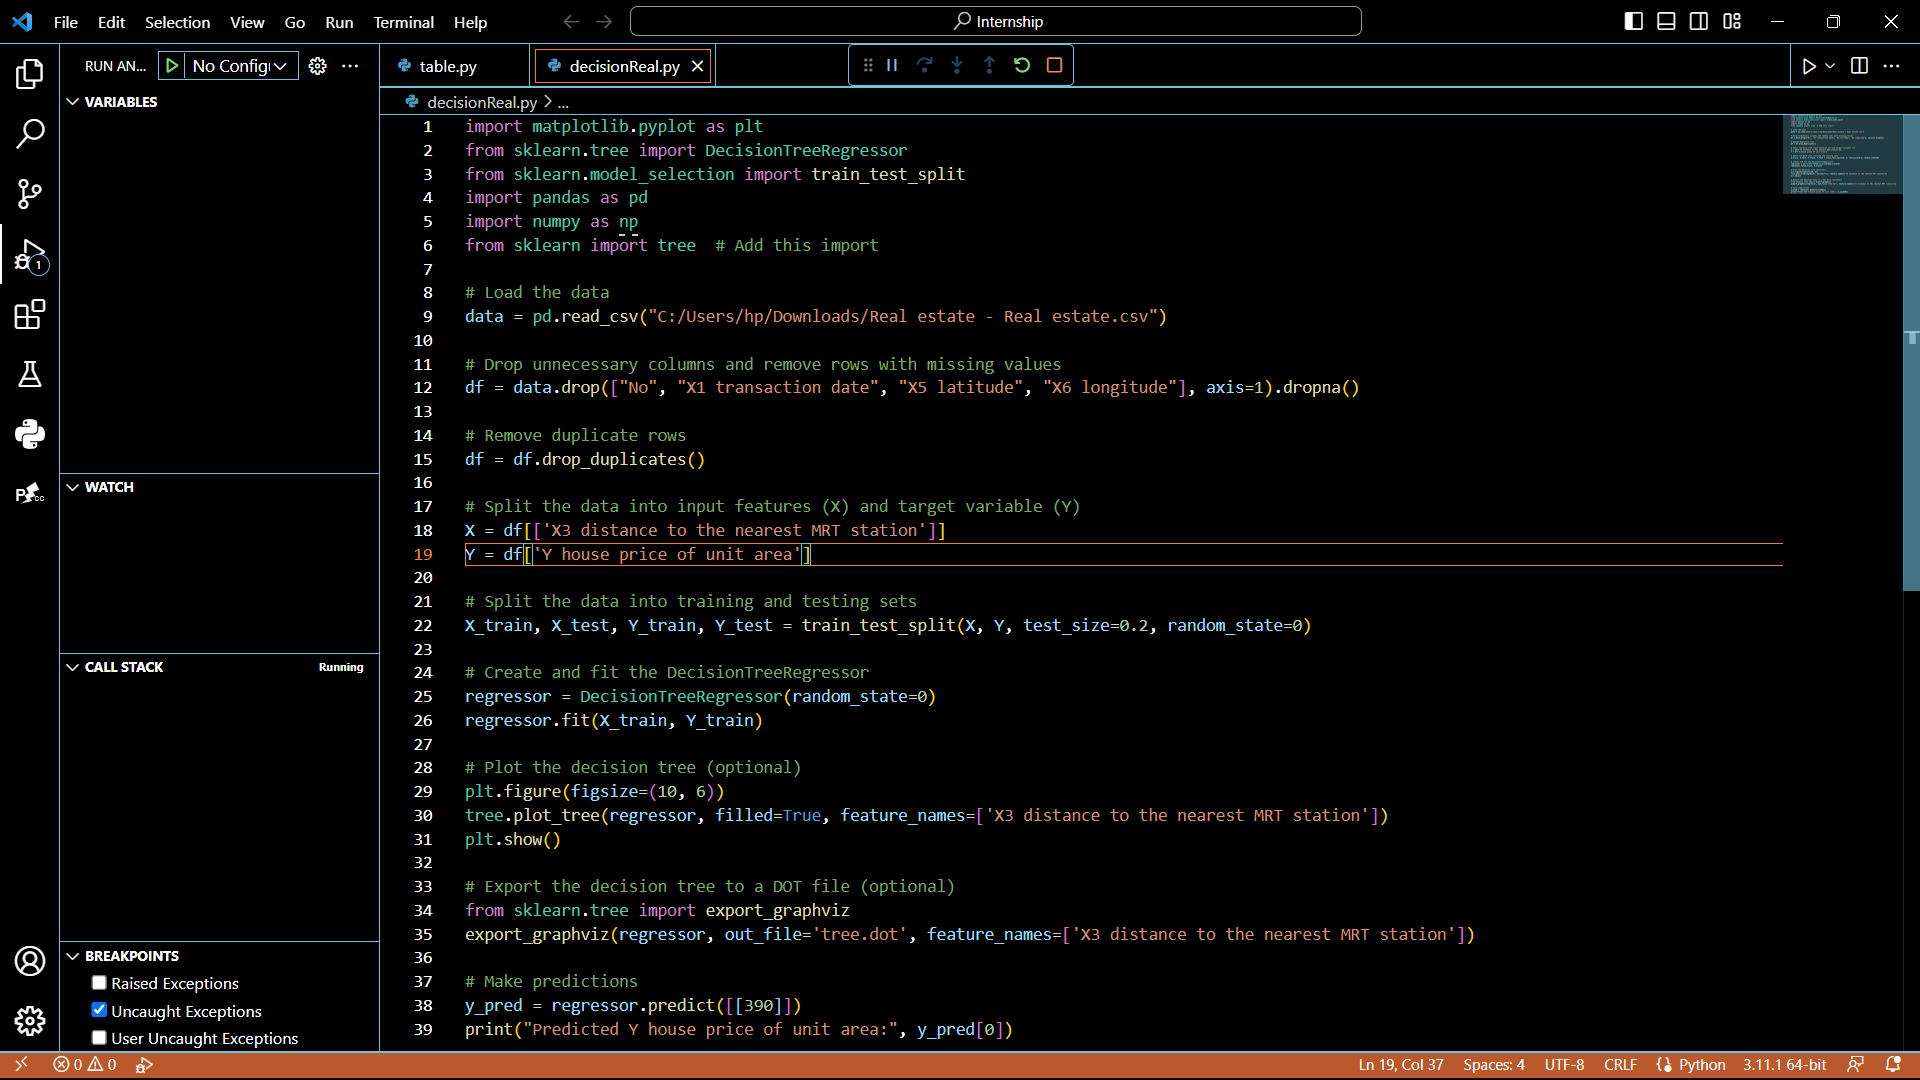 File Edit Selection View Go Run Terminal Help
Internship
RUN AN...
No Config
VARIABLES
WATCH
CALL STACK
Running
BREAKPOINTS
Raised Exceptions
Uncaught Exceptions
User Uncaught Exceptions
1
table.py
decisionReal.py
decisionReal.py > ...
1 import matplotlib.pyplot as plt
2 from sklearn.tree import DecisionTreeRegressor
3 from sklearn.model_selection import train_test_split
4 import pandas as pd
5 import numpy as np
6 from sklearn import tree  # Add this import
7
8 # Load the data
9 data = pd.read_csv("C:/Users/hp/Downloads/Real estate - Real estate.csv")
10
11 # Drop unnecessary columns and remove rows with missing values
12 df = data.drop(["No", "X1 transaction date", "X5 latitude", "X6 longitude"], axis=1).dropna()
13
14 # Remove duplicate rows
15 df = df.drop_duplicates()
16
17 # Split the data into input features (X) and target variable (Y)
18 X = df[['X3 distance to the nearest MRT station']]
19 Y = df['Y house price of unit area']
20
21 # Split the data into training and testing sets
22 X_train, X_test, Y_train, Y_test = train_test_split(X, Y, test_size=0.2, random_state=0)
23
24 # Create and fit the DecisionTreeRegressor
25 regressor = DecisionTreeRegressor(random_state=0)
26 regressor.fit(X_train, Y_train)
27
28 # Plot the decision tree (optional)
29 plt.figure(figsize=(10, 6))
30 tree.plot_tree(regressor, filled=True, feature_names=['X3 distance to the nearest MRT station'])
31 plt.show()
32
33 # Export the decision tree to a DOT file (optional)
34 from sklearn.tree import export_graphviz
35 export_graphviz(regressor, out_file='tree.dot', feature_names=['X3 distance to the nearest MRT station'])
36
37 # Make predictions
38 y_pred = regressor.predict([[390]])
39 print("Predicted Y house price of unit area:", y_pred[0])
0 0
Ln 19, Col 37 Spaces: 4 UTF-8 CRLF Python 3.11.1 64-bit